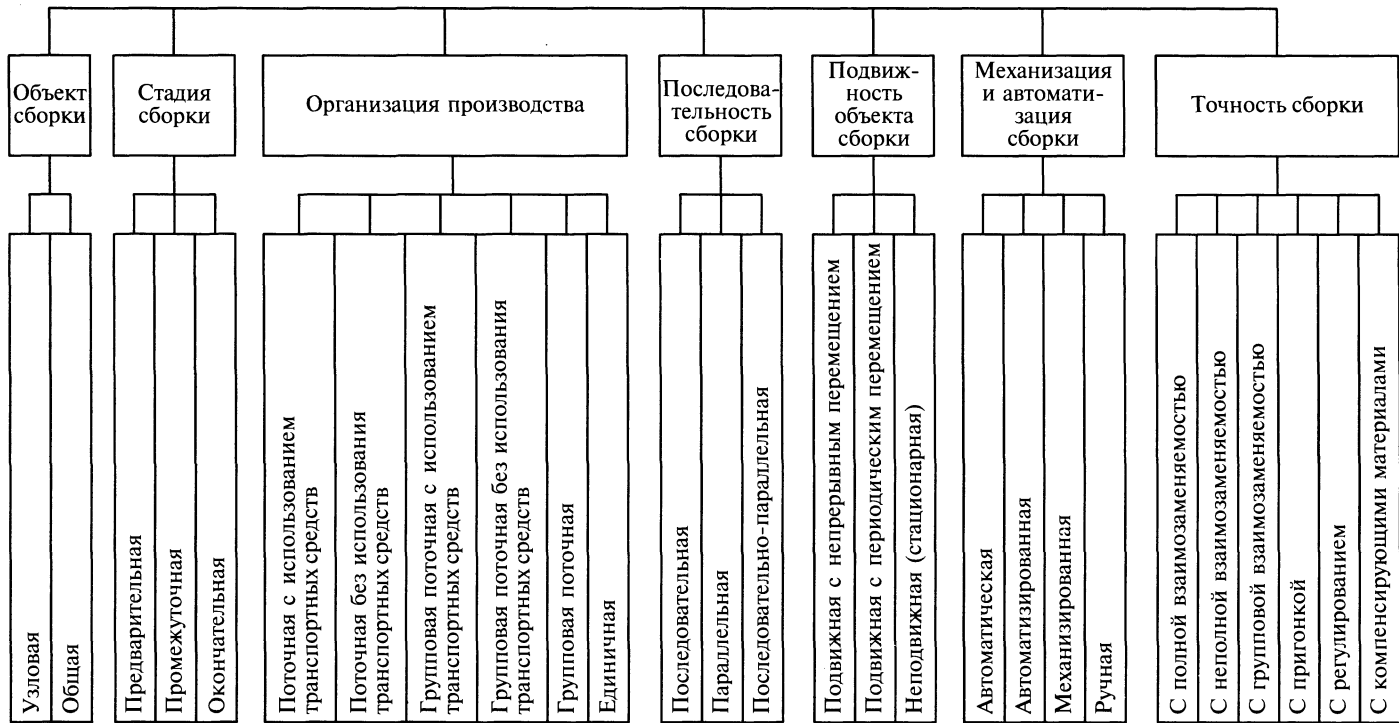 Объект
сборки
Стадия
сборки
Организация производства
Последова-
тельность
сборки
Подвиж-
ность
объекта
сборки
Механизация
и автомати-
зация
сборки
Точность сборки
Узловая
Общая
Предварительная
Промежуточная
Окончательная
Поточная с использованием
транспортных средств
Поточная без использования
транспортных средств
Групповая поточная с использованием
транспортных средств
Групповая поточная без использования
транспортных средств
Групповая поточная
Единичная
Последовательная
Параллельная
Последовательно-параллельная
Подвижная с непрерывным перемещением
Подвижная с периодическим перемещением
Неподвижная (стационарная)
Автоматическая
Автоматизированная
Механизированная
Ручная
С полной взаимозаменяемостью
С неполной взаимозаменяемостью
С групповой взаимозаменяемостью
С пригонкой
С регулированием
С компенсирующими материалами